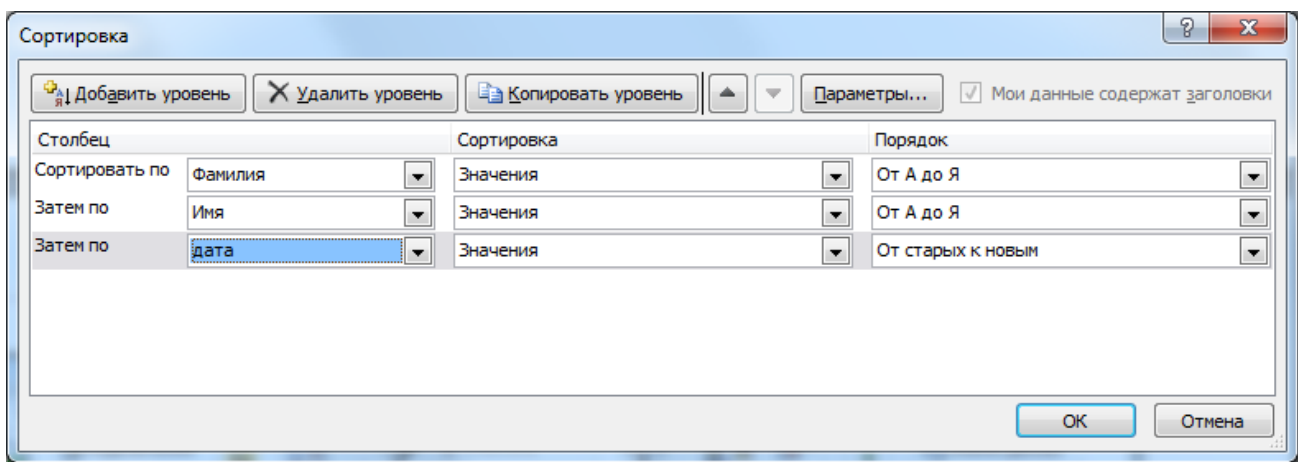 Сортировка
Добавить уровень Удалить уровень Копировать уровень Параметры... Мои данные содержат заголовки
Столбец Сортировка Порядок
Сортировать по Фамилия Значения От А до Я
Затем по Имя Значения От А до Я
Затем по дата Значения От старых к новым
ОК Отмена